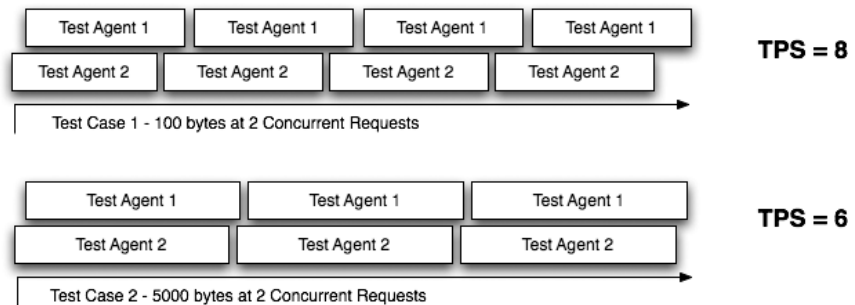 Test Agent 1 Test Agent 1 Test Agent 1 Test Agent 1
TPS = 8
Test Agent 2 Test Agent 2 Test Agent 2 Test Agent 2
Test Case 1 - 100 bytes at 2 Concurrent Requests
Test Agent 1 Test Agent 1 Test Agent 1
TPS = 6
Test Agent 2 Test Agent 2 Test Agent 2
Test Case 2 - 5000 bytes at 2 Concurrent Requests